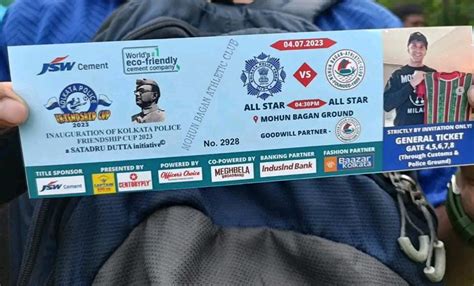 JSW Cement
World's
eco-friendly
cement company
KOLKATA POLICE
FRIENDSHIP CUP
2023
INAUGURATION OF KOLKATA POLICE
FRIENDSHIP CUP 2023
# SATADRU DUTTA initiative
MOHUN BAGAN ATHLETIC CLUB
No. 2928
04.07.2023
VS
ALL STAR
04:30PM
ALL STAR
MOHUN BAGAN GROUND
GOODWILL PARTNER -
STRICTLY BY INVITATION ONLY
GENERAL TICKET
GATE 4,5,6,7,8
(Through Customs &
Police Ground)
TITLE SPONSOR
JSW Cement
PRESENTED BY
CENTURYPLY
POWERED BY
Officer's Choice
CO-POWERED BY
MEGHBELA
BROADBAND
BANKING PARTNER
IndusInd Bank
FASHION PARTNER
Bazaar
Kolkata